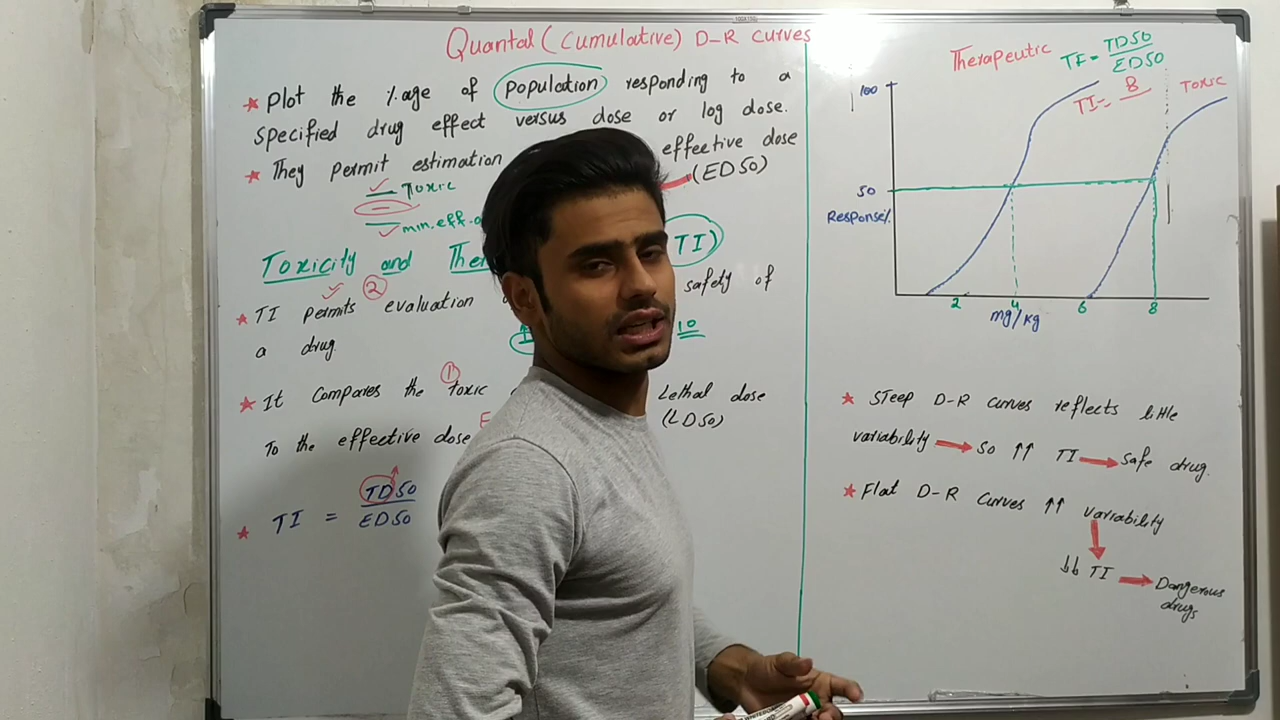 Quantal (Cumulative) D-R Curves
* Plot the %age of population responding to a
specified drug effect versus dose or log dose.
* They permit estimation effective dose
(ED50)
Toxic
min.eff.
Toxicity and TI)
* TI permits evaluation safety of
2
a drug. 10
1
* It compares the toxic Lethal dose
To the effective dose (LD50)
* TI = TD50
ED50
Therapeutic TI = TD50
ED50
TI = 8
Toxic
100
50
Response%
2 4 6 8
mg/kg
* Steep D-R curves reflects little
variability → So ↑↑ TI → Safe drug.
* Flat D-R Curves ↑↑ variability
↓
↓↓ TI → Dangerous
drugs